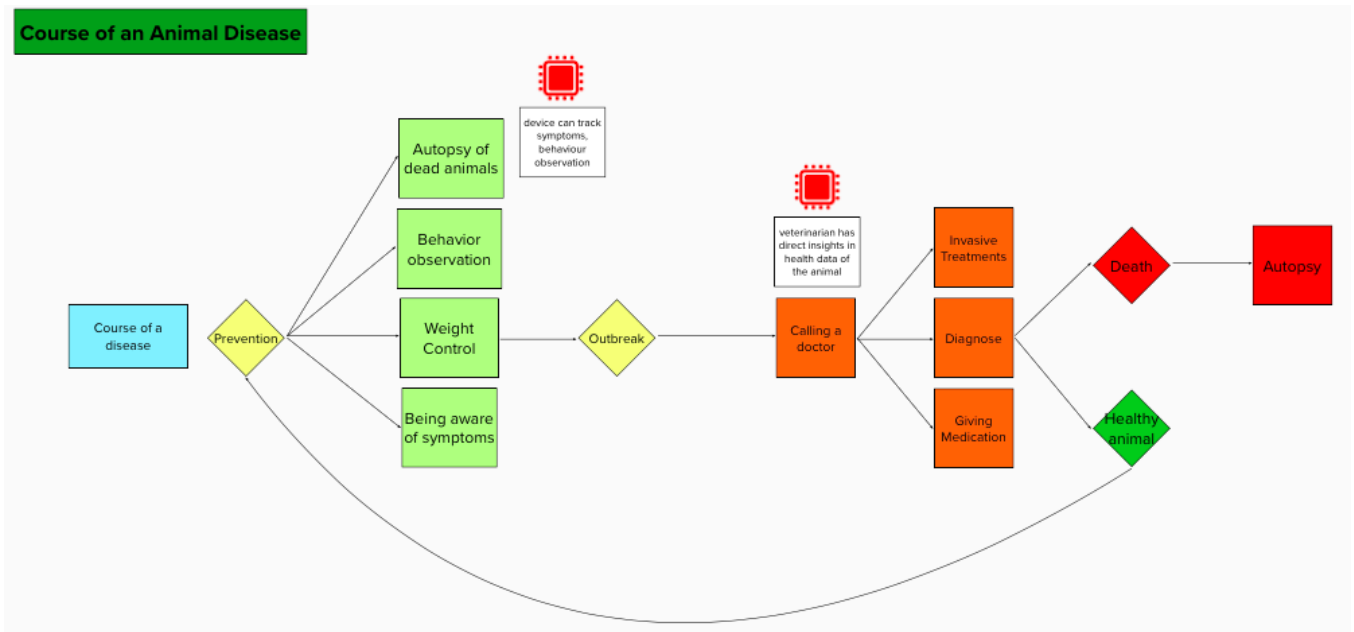 Course of an Animal Disease
device can track
symptoms,
behaviour
observation
Autopsy of
dead animals
Behavior
observation
veterinarian has
direct insights in
health data of
the animal
Invasive
Treatments
Death
Autopsy
Course of a
disease
Prevention
Weight
Control
Outbreak
Calling a
doctor
Diagnose
Being aware
of symptoms
Giving
Medication
Healthy
animal